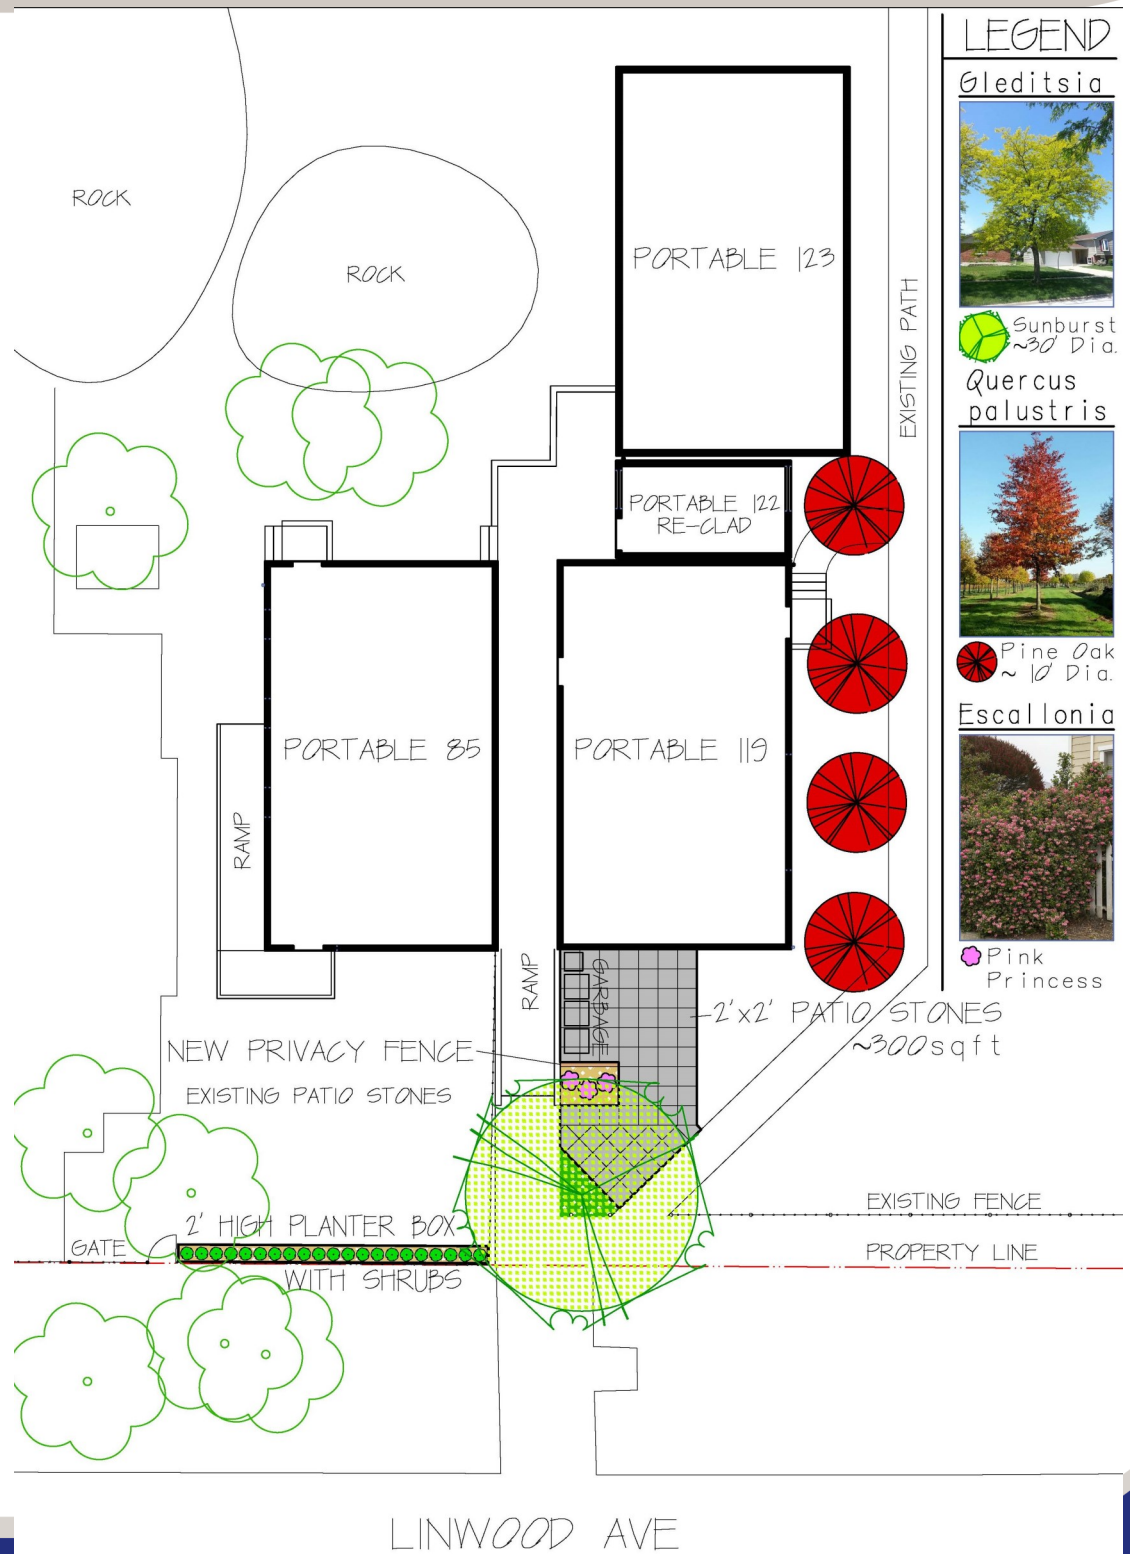 LEGEND
Gleditsia
Sunburst
~30' Dia.
Quercus
palustris
Pine Oak
~ 10' Dia.
Escallonia
Pink
Princess
ROCK
ROCK
PORTABLE 123
EXISTING PATH
PORTABLE 122
RE-CLAD
PORTABLE 85
PORTABLE 119
RAMP
RAMP
GARBAGE
2'x2' PATIO STONES
~300sqft
NEW PRIVACY FENCE
EXISTING PATIO STONES
EXISTING FENCE
2' HIGH PLANTER BOX
GATE
PROPERTY LINE
WITH SHRUBS
LINWOOD AVE